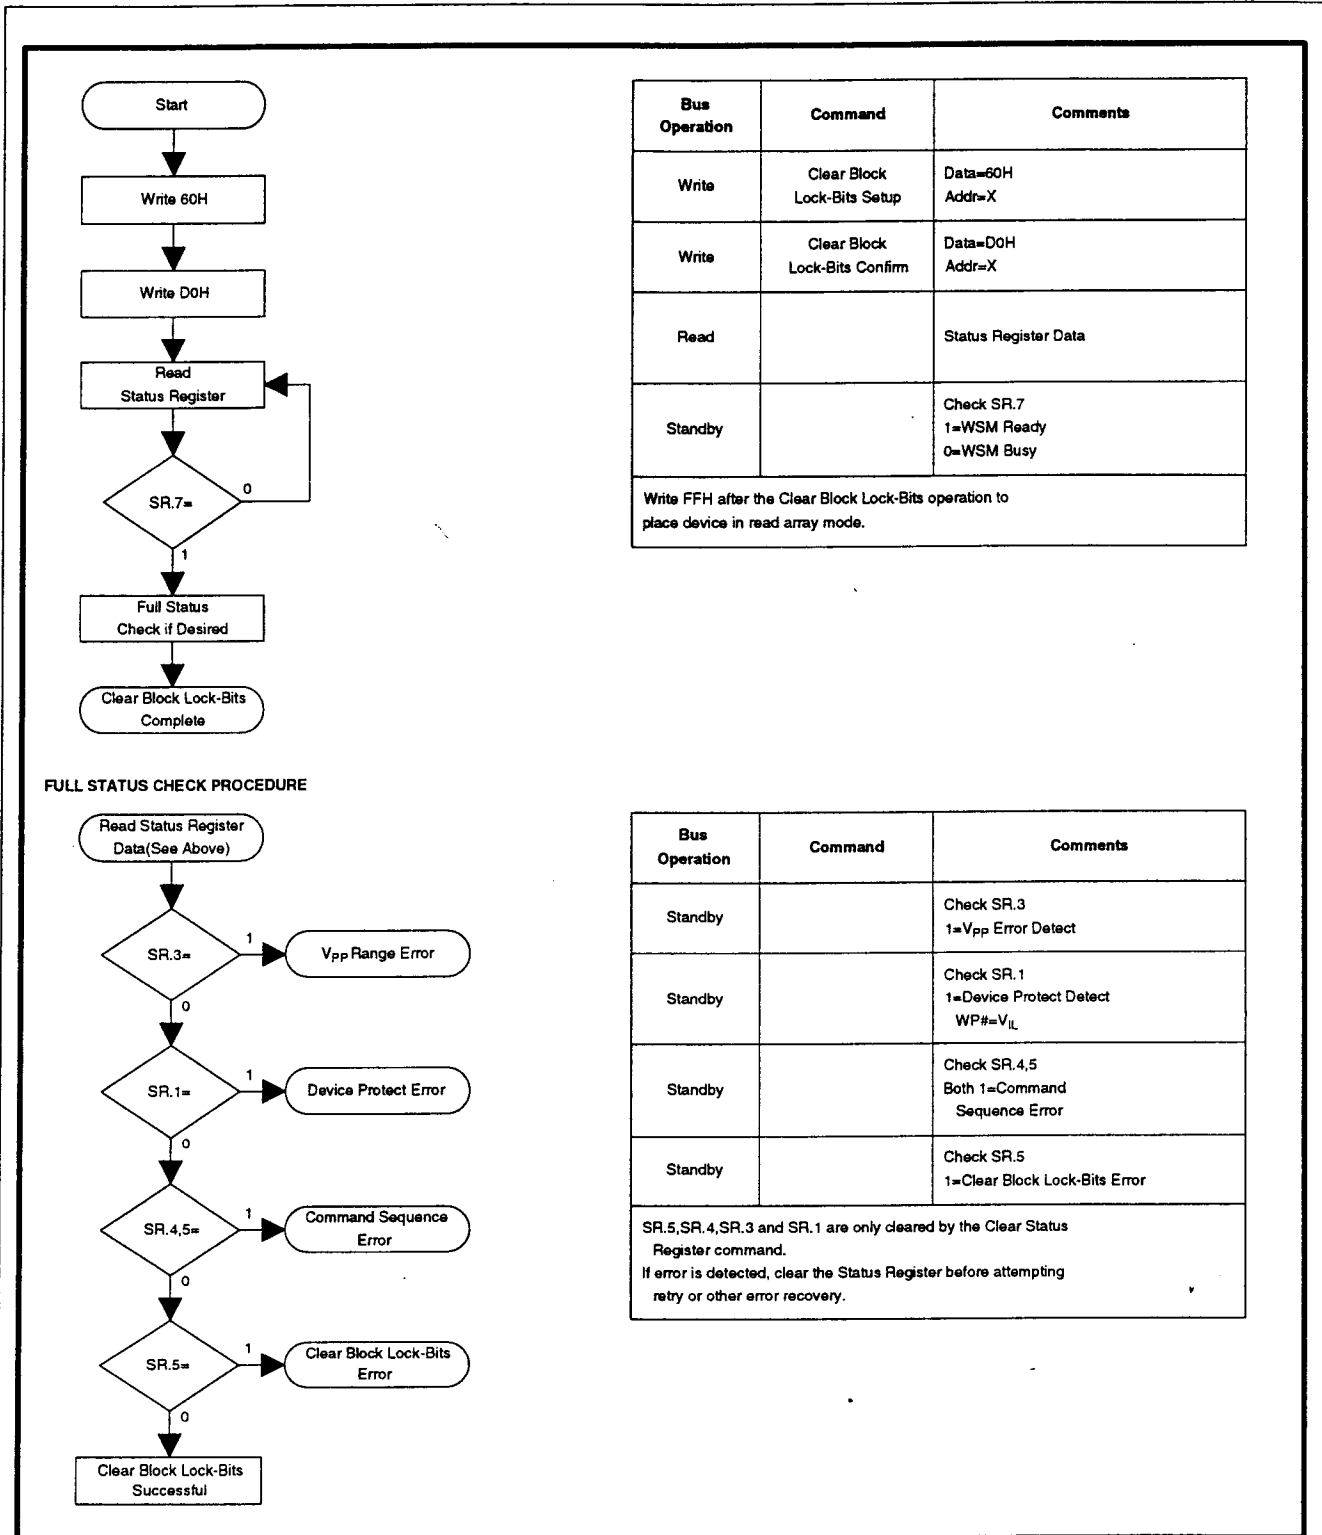 Start
Write 60H
Write D0H
Read
Status Register
SR.7=
0
1
Full Status
Check if Desired
Clear Block Lock-Bits
Complete
Bus
Operation
Command
Comments
Write
Clear Block
Lock-Bits Setup
Data=60H
Addr=X
Write
Clear Block
Lock-Bits Confirm
Data=D0H
Addr=X
Read
Status Register Data
Standby
Check SR.7
1=WSM Ready
0=WSM Busy
Write FFH after the Clear Block Lock-Bits operation to
place device in read array mode.
FULL STATUS CHECK PROCEDURE
Read Status Register
Data(See Above)
SR.3=
1
VPP Range Error
0
SR.1=
1
Device Protect Error
0
SR.4,5=
1
Command Sequence
Error
0
SR.5=
1
Clear Block Lock-Bits
Error
0
Clear Block Lock-Bits
Successful
Bus
Operation
Command
Comments
Standby
Check SR.3
1=VPP Error Detect
Standby
Check SR.1
1=Device Protect Detect
WP#=VIL
Standby
Check SR.4,5
Both 1=Command
Sequence Error
Standby
Check SR.5
1=Clear Block Lock-Bits Error
SR.5,SR.4,SR.3 and SR.1 are only cleared by the Clear Status
Register command.
If error is detected, clear the Status Register before attempting
retry or other error recovery.